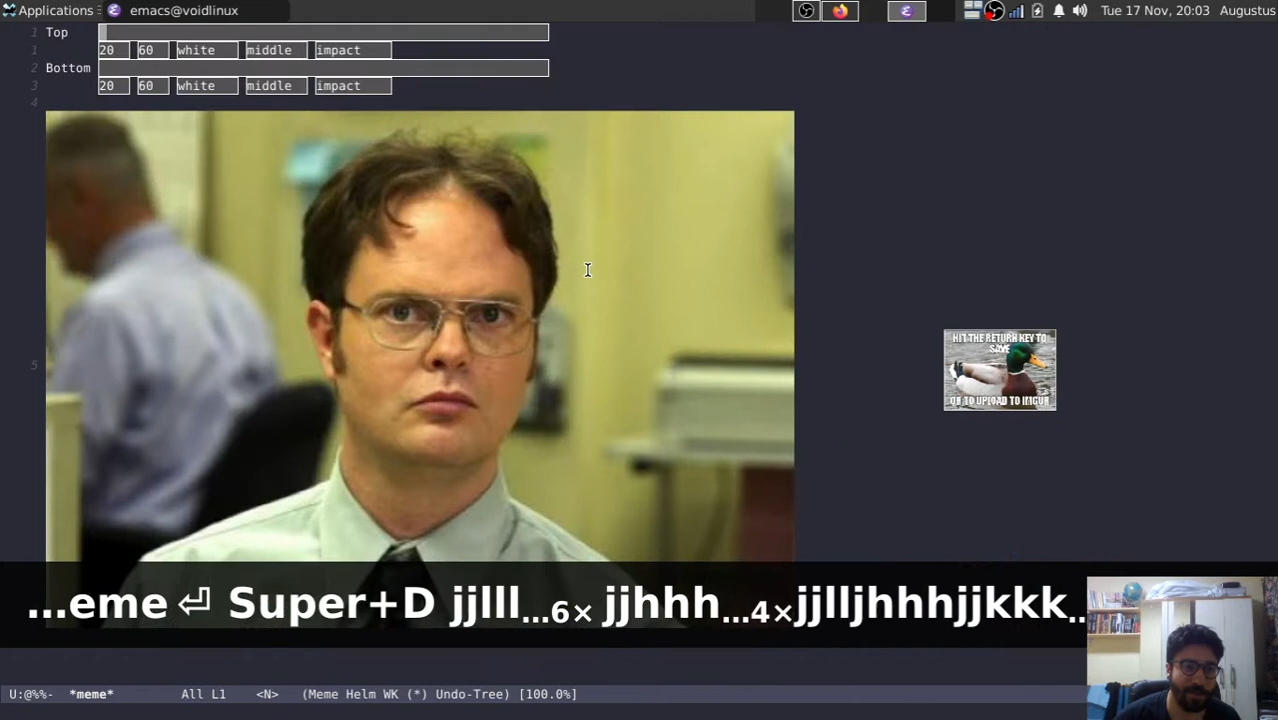 Applications emacs@voidlinux Tue 17 Nov, 20:03 Augustus
1 Top
1 20 60 white middle impact
2 Bottom
3 20 60 white middle impact
4
5
HIT THE RETURN KEY TO
SAVE
OR TO UPLOAD TO IMGUR
...eme⏎ Super+D jjlll...6× jjhhh...4×jjlljhhhjjkkk...
U:@%%- *meme* All L1 <N> (Meme Helm WK (*) Undo-Tree) [100.0%]